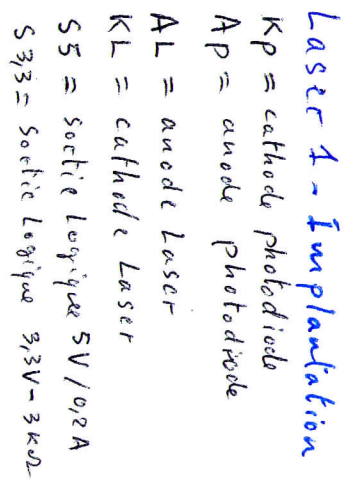 Laser 1 - Implantation
Kp = cathode photodiode
Ap = anode photodiode
AL = anode Laser
KL = cathode Laser
S5 = sortie Logique 5V/0,2A
S3,3 = Sortie Logique 3,3V - 3KΩ